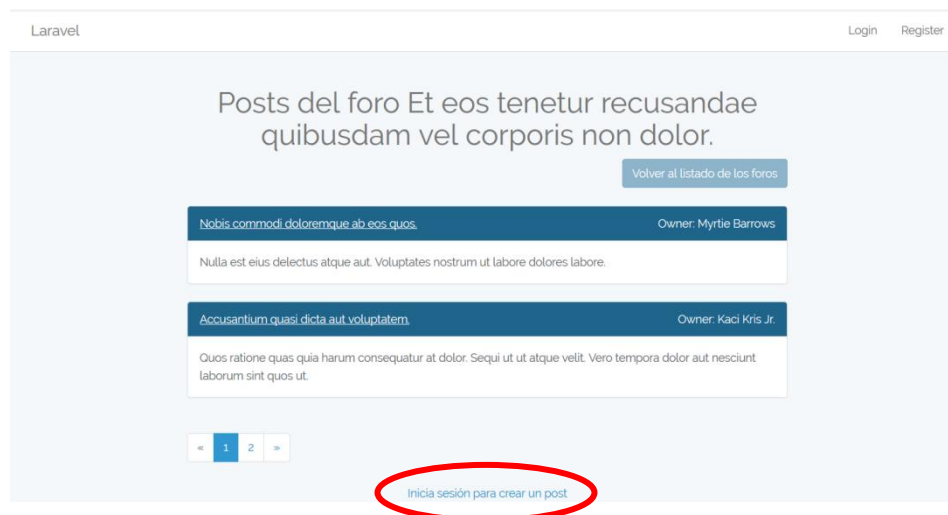 Laravel
Login
Register
Posts del foro Et eos tenetur recusandae
quibusdam vel corporis non dolor.
Volver al listado de los foros
Nobis commodi doloremque ab eos quos.
Owner: Myrtie Barrows
Nulla est eius delectus atque aut. Voluptates nostrum ut labore dolores labore.
Accusantium quasi dicta aut voluptatem.
Owner: Kaci Kris Jr.
Quos ratione quas quia harum consequatur at dolor. Sequi ut ut atque velit. Vero tempora dolor aut nesciunt
laborum sint quos ut.
« 1 2 »
Inicia sesión para crear un post